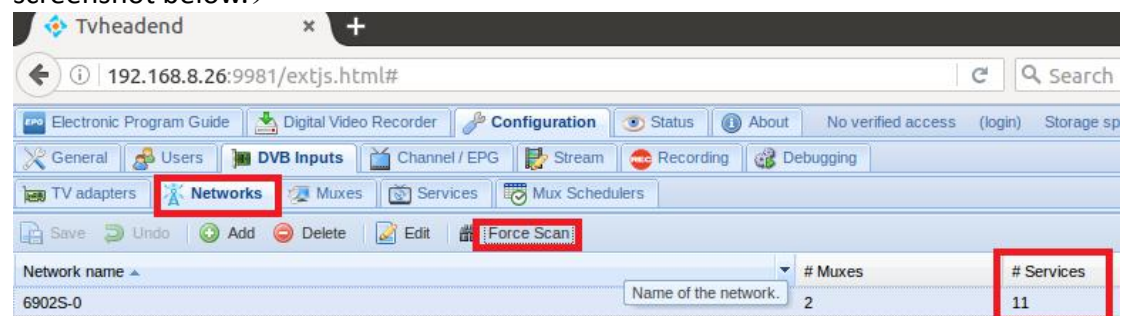 screenshot below.)
Tvheadend × +
192.168.8.26:9981/extjs.html# Search
Electronic Program Guide Digital Video Recorder Configuration Status About No verified access (login) Storage sp
General Users DVB Inputs Channel / EPG Stream Recording Debugging
TV adapters Networks Muxes Services Mux Schedulers
Save Undo Add Delete Edit Force Scan
Network name # Muxes # Services
6902S-0 Name of the network. 2 11